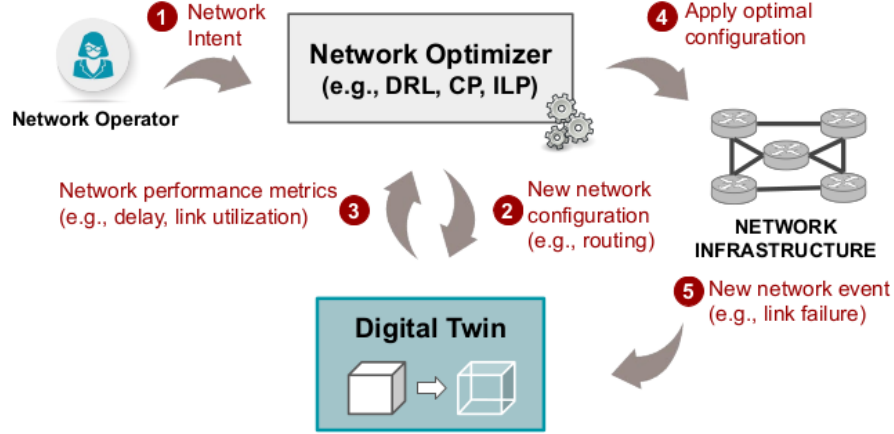 1 Network
Intent
Network Operator
Network Optimizer
(e.g., DRL, CP, ILP)
4 Apply optimal
configuration
NETWORK
INFRASTRUCTURE
Network performance metrics
(e.g., delay, link utilization)
3
2 New network
configuration
(e.g., routing)
5 New network event
(e.g., link failure)
Digital Twin